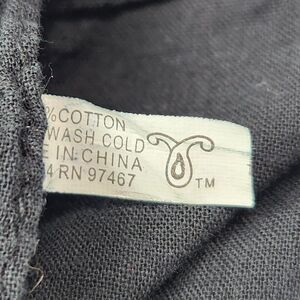 % COTTON
WASH COLD
E IN CHINA
4 RN 97467
TM